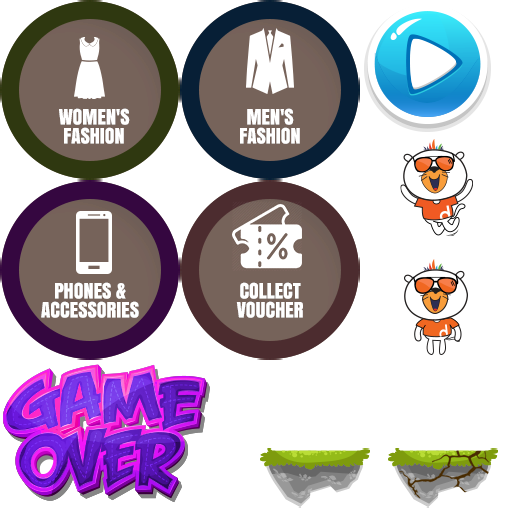 WOMEN'S
FASHION
MEN'S
FASHION
PHONES &
ACCESSORIES
%
COLLECT
VOUCHER
d
d
GAME
OVER